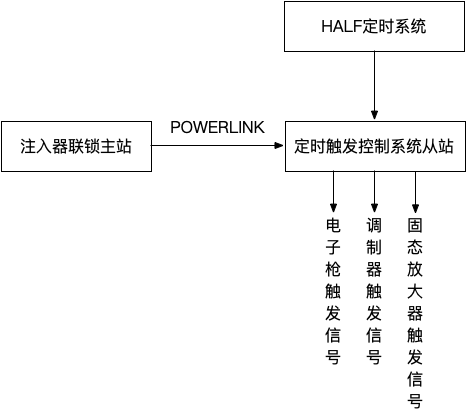 HALF定时系统
POWERLINK
注入器联锁主站
定时触发控制系统从站
电子枪触发信号
调制器触发信号
固态放大器触发信号